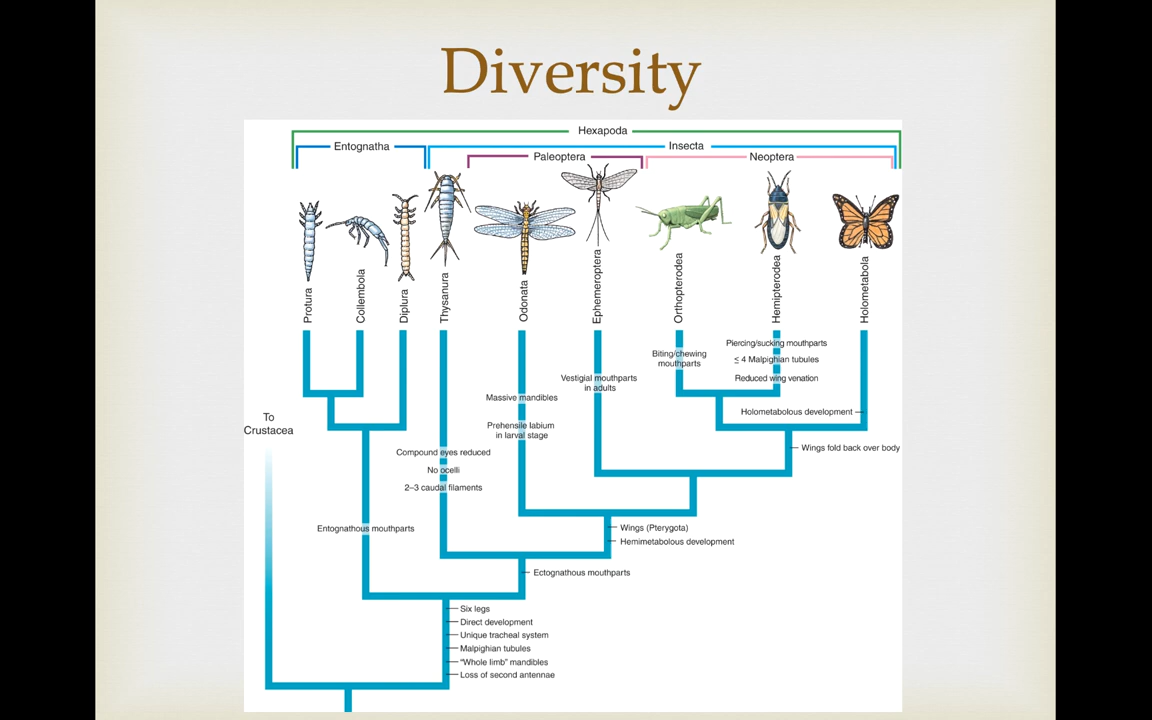 Diversity
Hexapoda
Entognatha
Insecta
Paleoptera
Neoptera
Protura
Collembola
Diplura
Thysanura
Odonata
Ephemeroptera
Orthopterodea
Hemipterodea
Holometabola
Piercing/sucking mouthparts
≤ 4 Malpighian tubules
Reduced wing venation
Biting/chewing
mouthparts
Vestigial mouthparts
in adults
Massive mandibles
Prehensile labium
in larval stage
Holometabolous development
Wings fold back over body
To
Crustacea
Compound eyes reduced
No ocelli
2–3 caudal filaments
Entognathous mouthparts
Wings (Pterygota)
Hemimetabolous development
Ectognathous mouthparts
Six legs
Direct development
Unique tracheal system
Malpighian tubules
"Whole limb" mandibles
Loss of second antennae